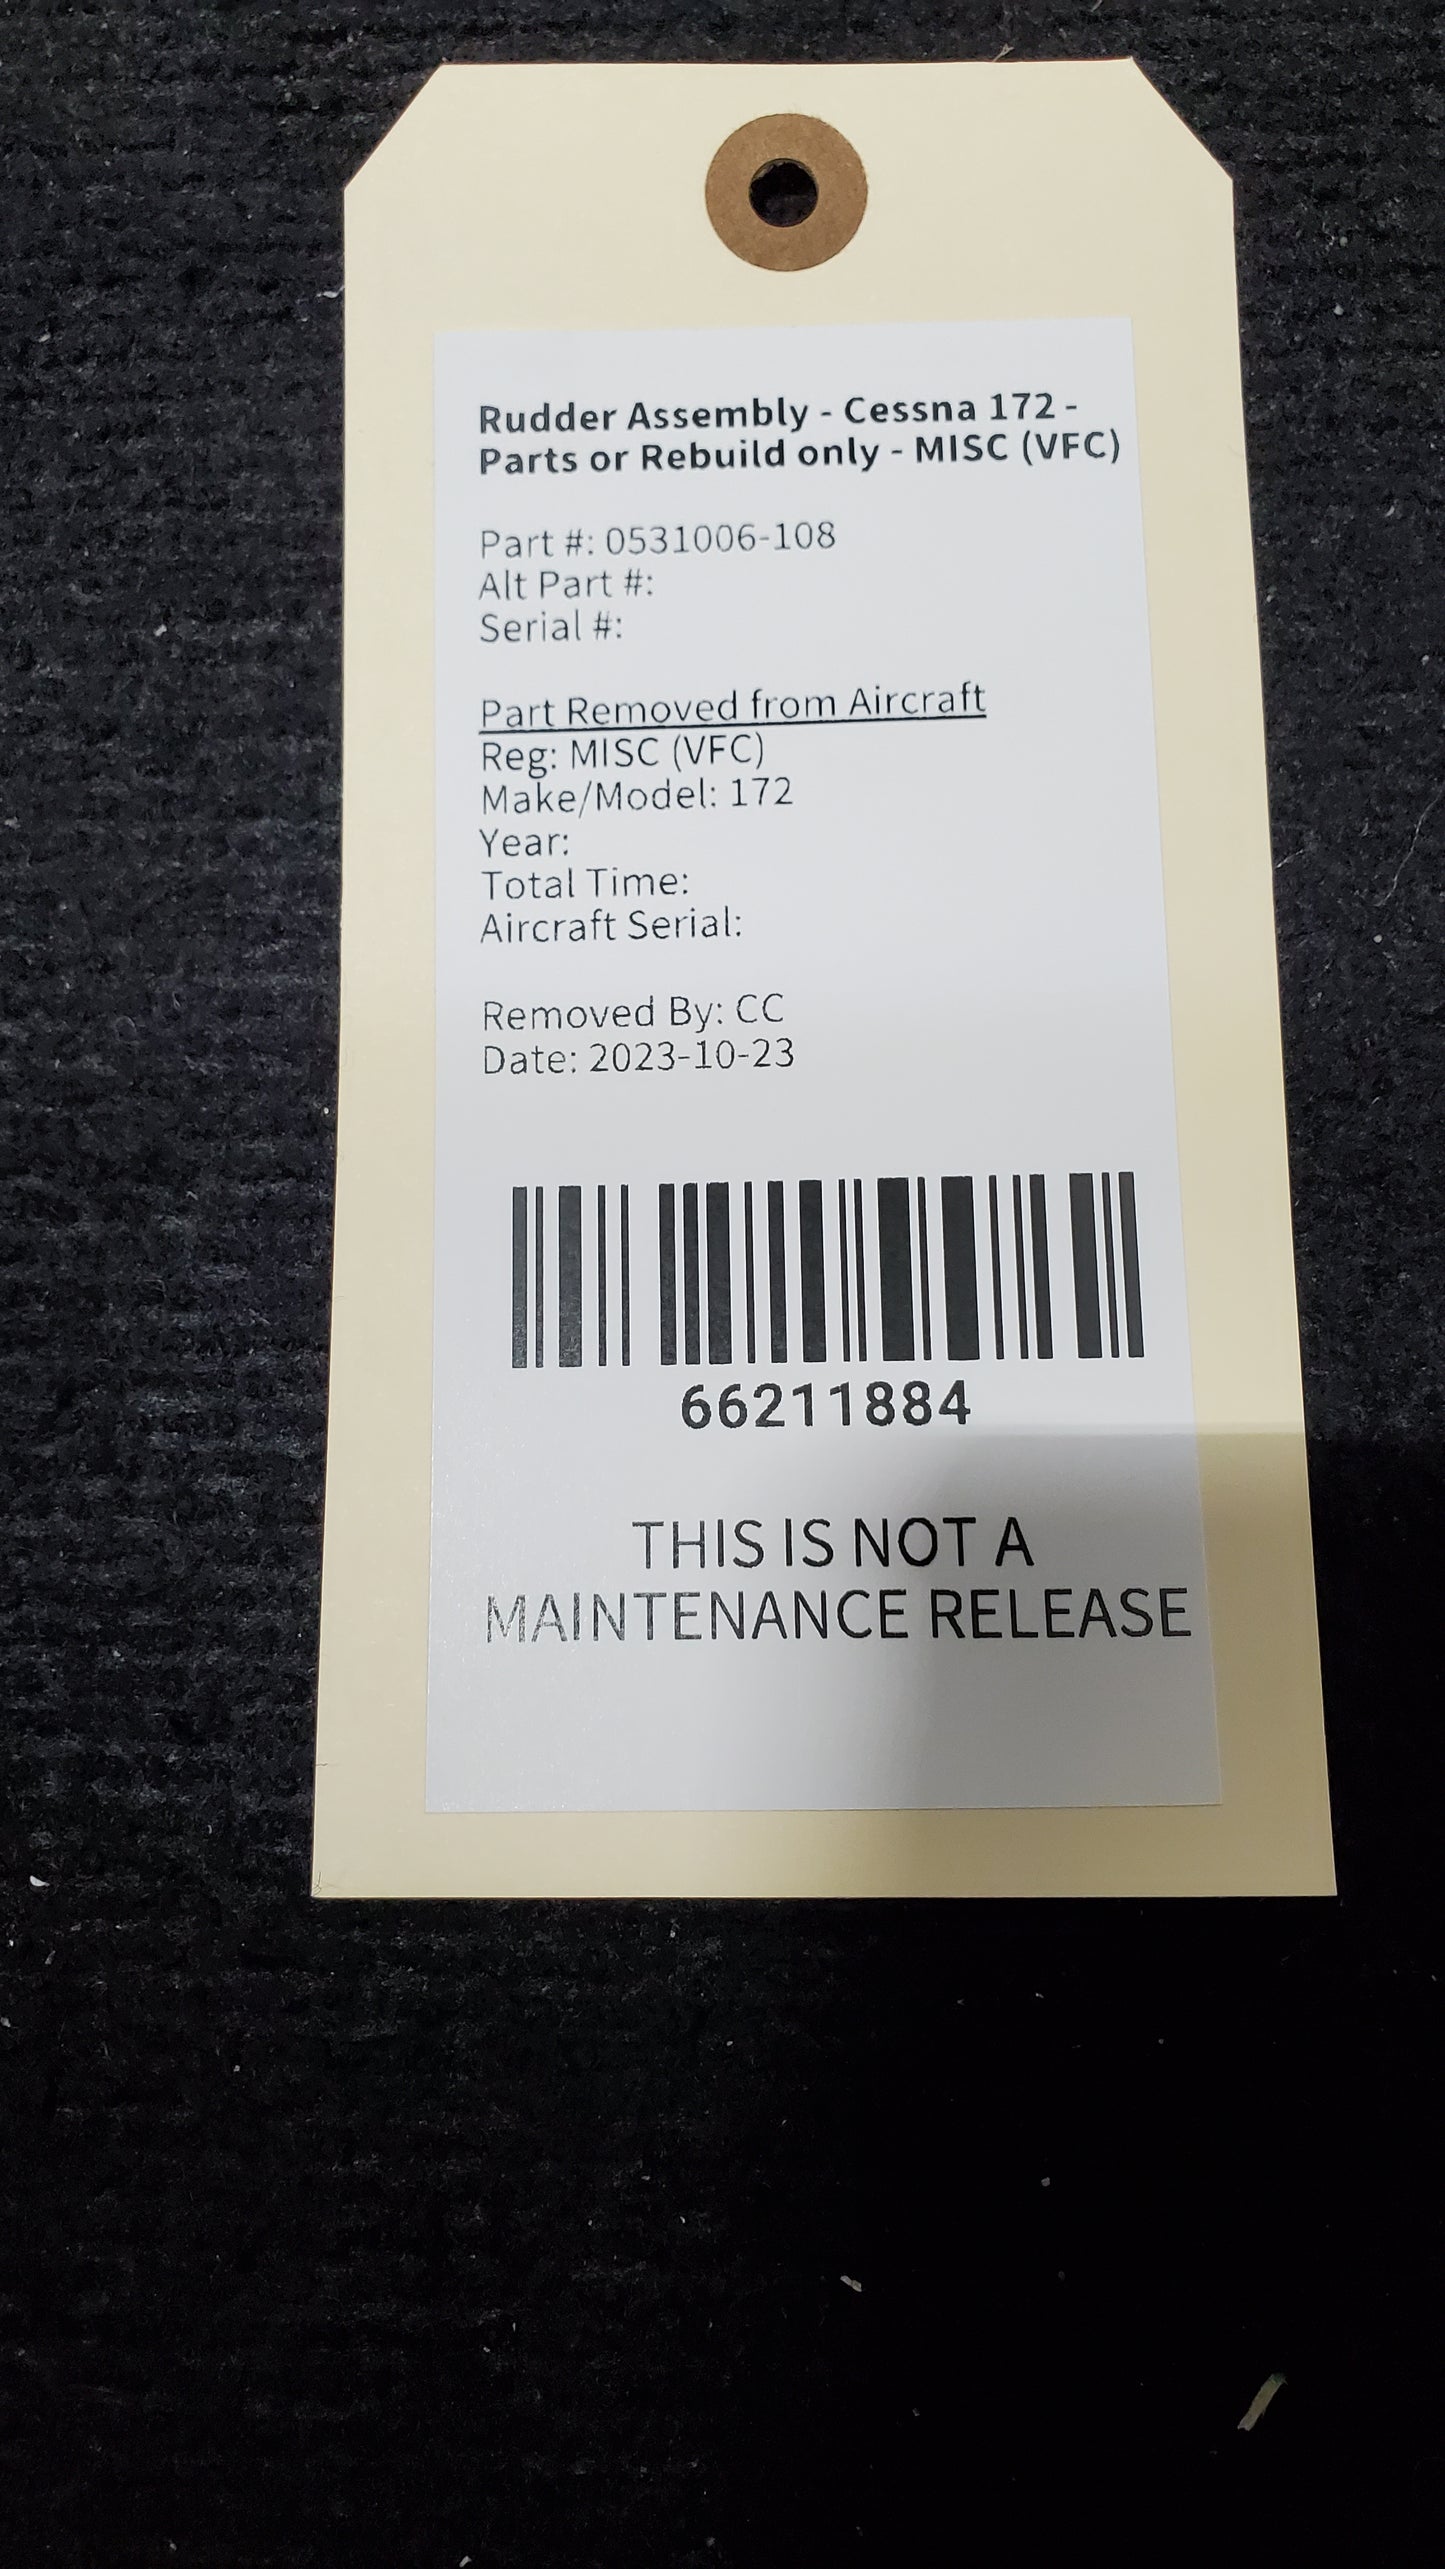 Rudder Assembly - Cessna 172 -
Parts or Rebuild only - MISC (VFC)
Part #: 0531006-108
Alt Part #:
Serial #:
Part Removed from Aircraft
Reg: MISC (VFC)
Make/Model: 172
Year:
Total Time:
Aircraft Serial:
Removed By: CC
Date: 2023-10-23
66211884
THIS IS NOT A
MAINTENANCE RELEASE